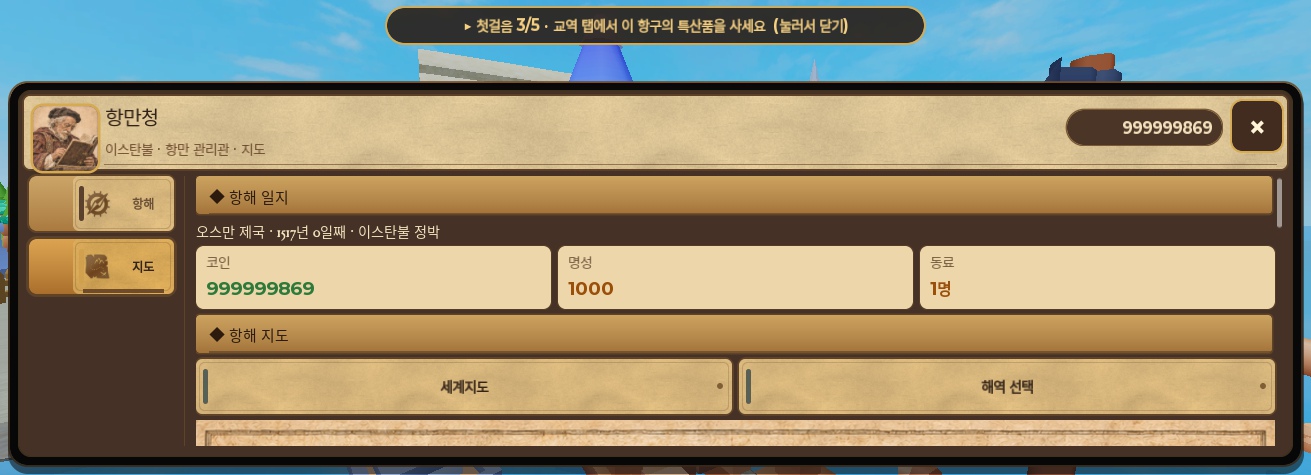 ▸ 첫걸음 3/5 · 교역 탭에서 이 항구의 특산품을 사세요 (눌러서 닫기)
항만청
이스탄불 · 항만 관리관 · 지도
999999869
×
항해
지도
◆ 항해 일지
오스만 제국 · 1517년 0일째 · 이스탄불 정박
코인
999999869
명성
1000
동료
1명
◆ 항해 지도
세계지도
해역 선택